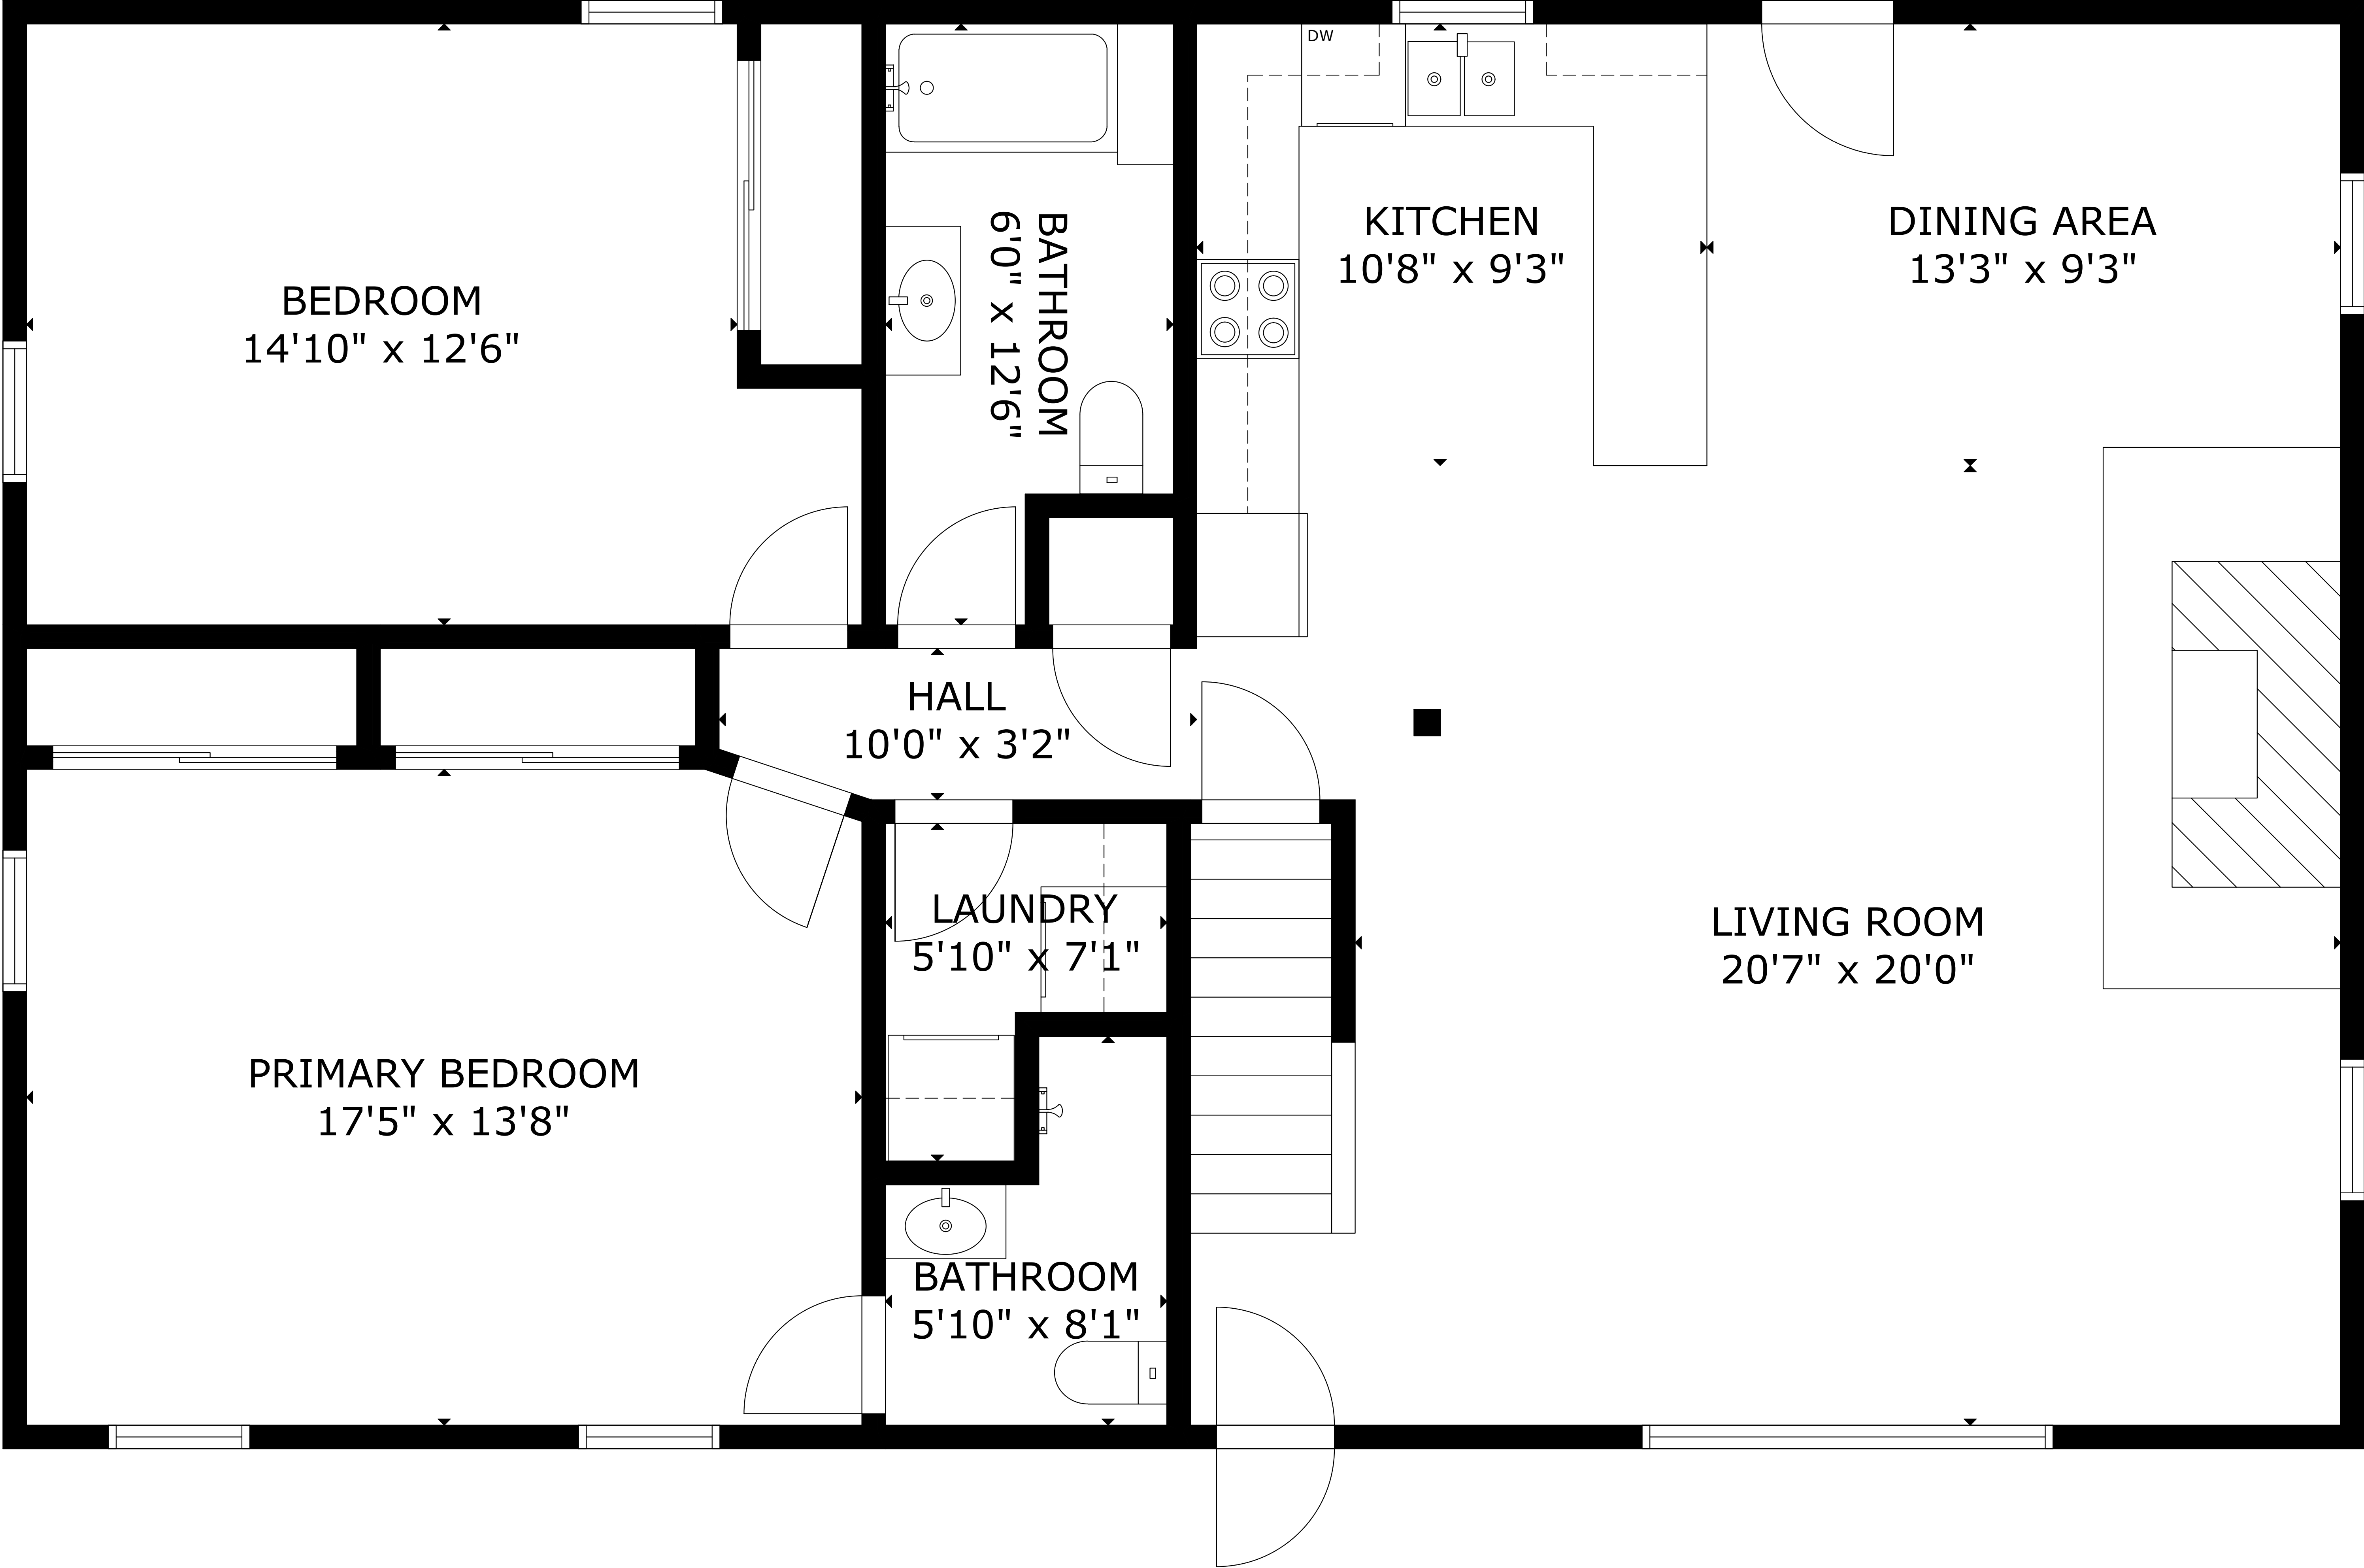 DW
KITCHEN
10'8" x 9'3"
DINING AREA
13'3" x 9'3"
BEDROOM
14'10" x 12'6"
BATHROOM
6'0" x 12'6"
HALL
10'0" x 3'2"
LAUNDRY
5'10" x 7'1"
LIVING ROOM
20'7" x 20'0"
PRIMARY BEDROOM
17'5" x 13'8"
BATHROOM
5'10" x 8'1"